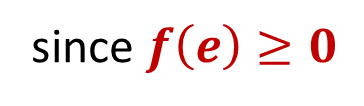 since f(e) ≥ 0